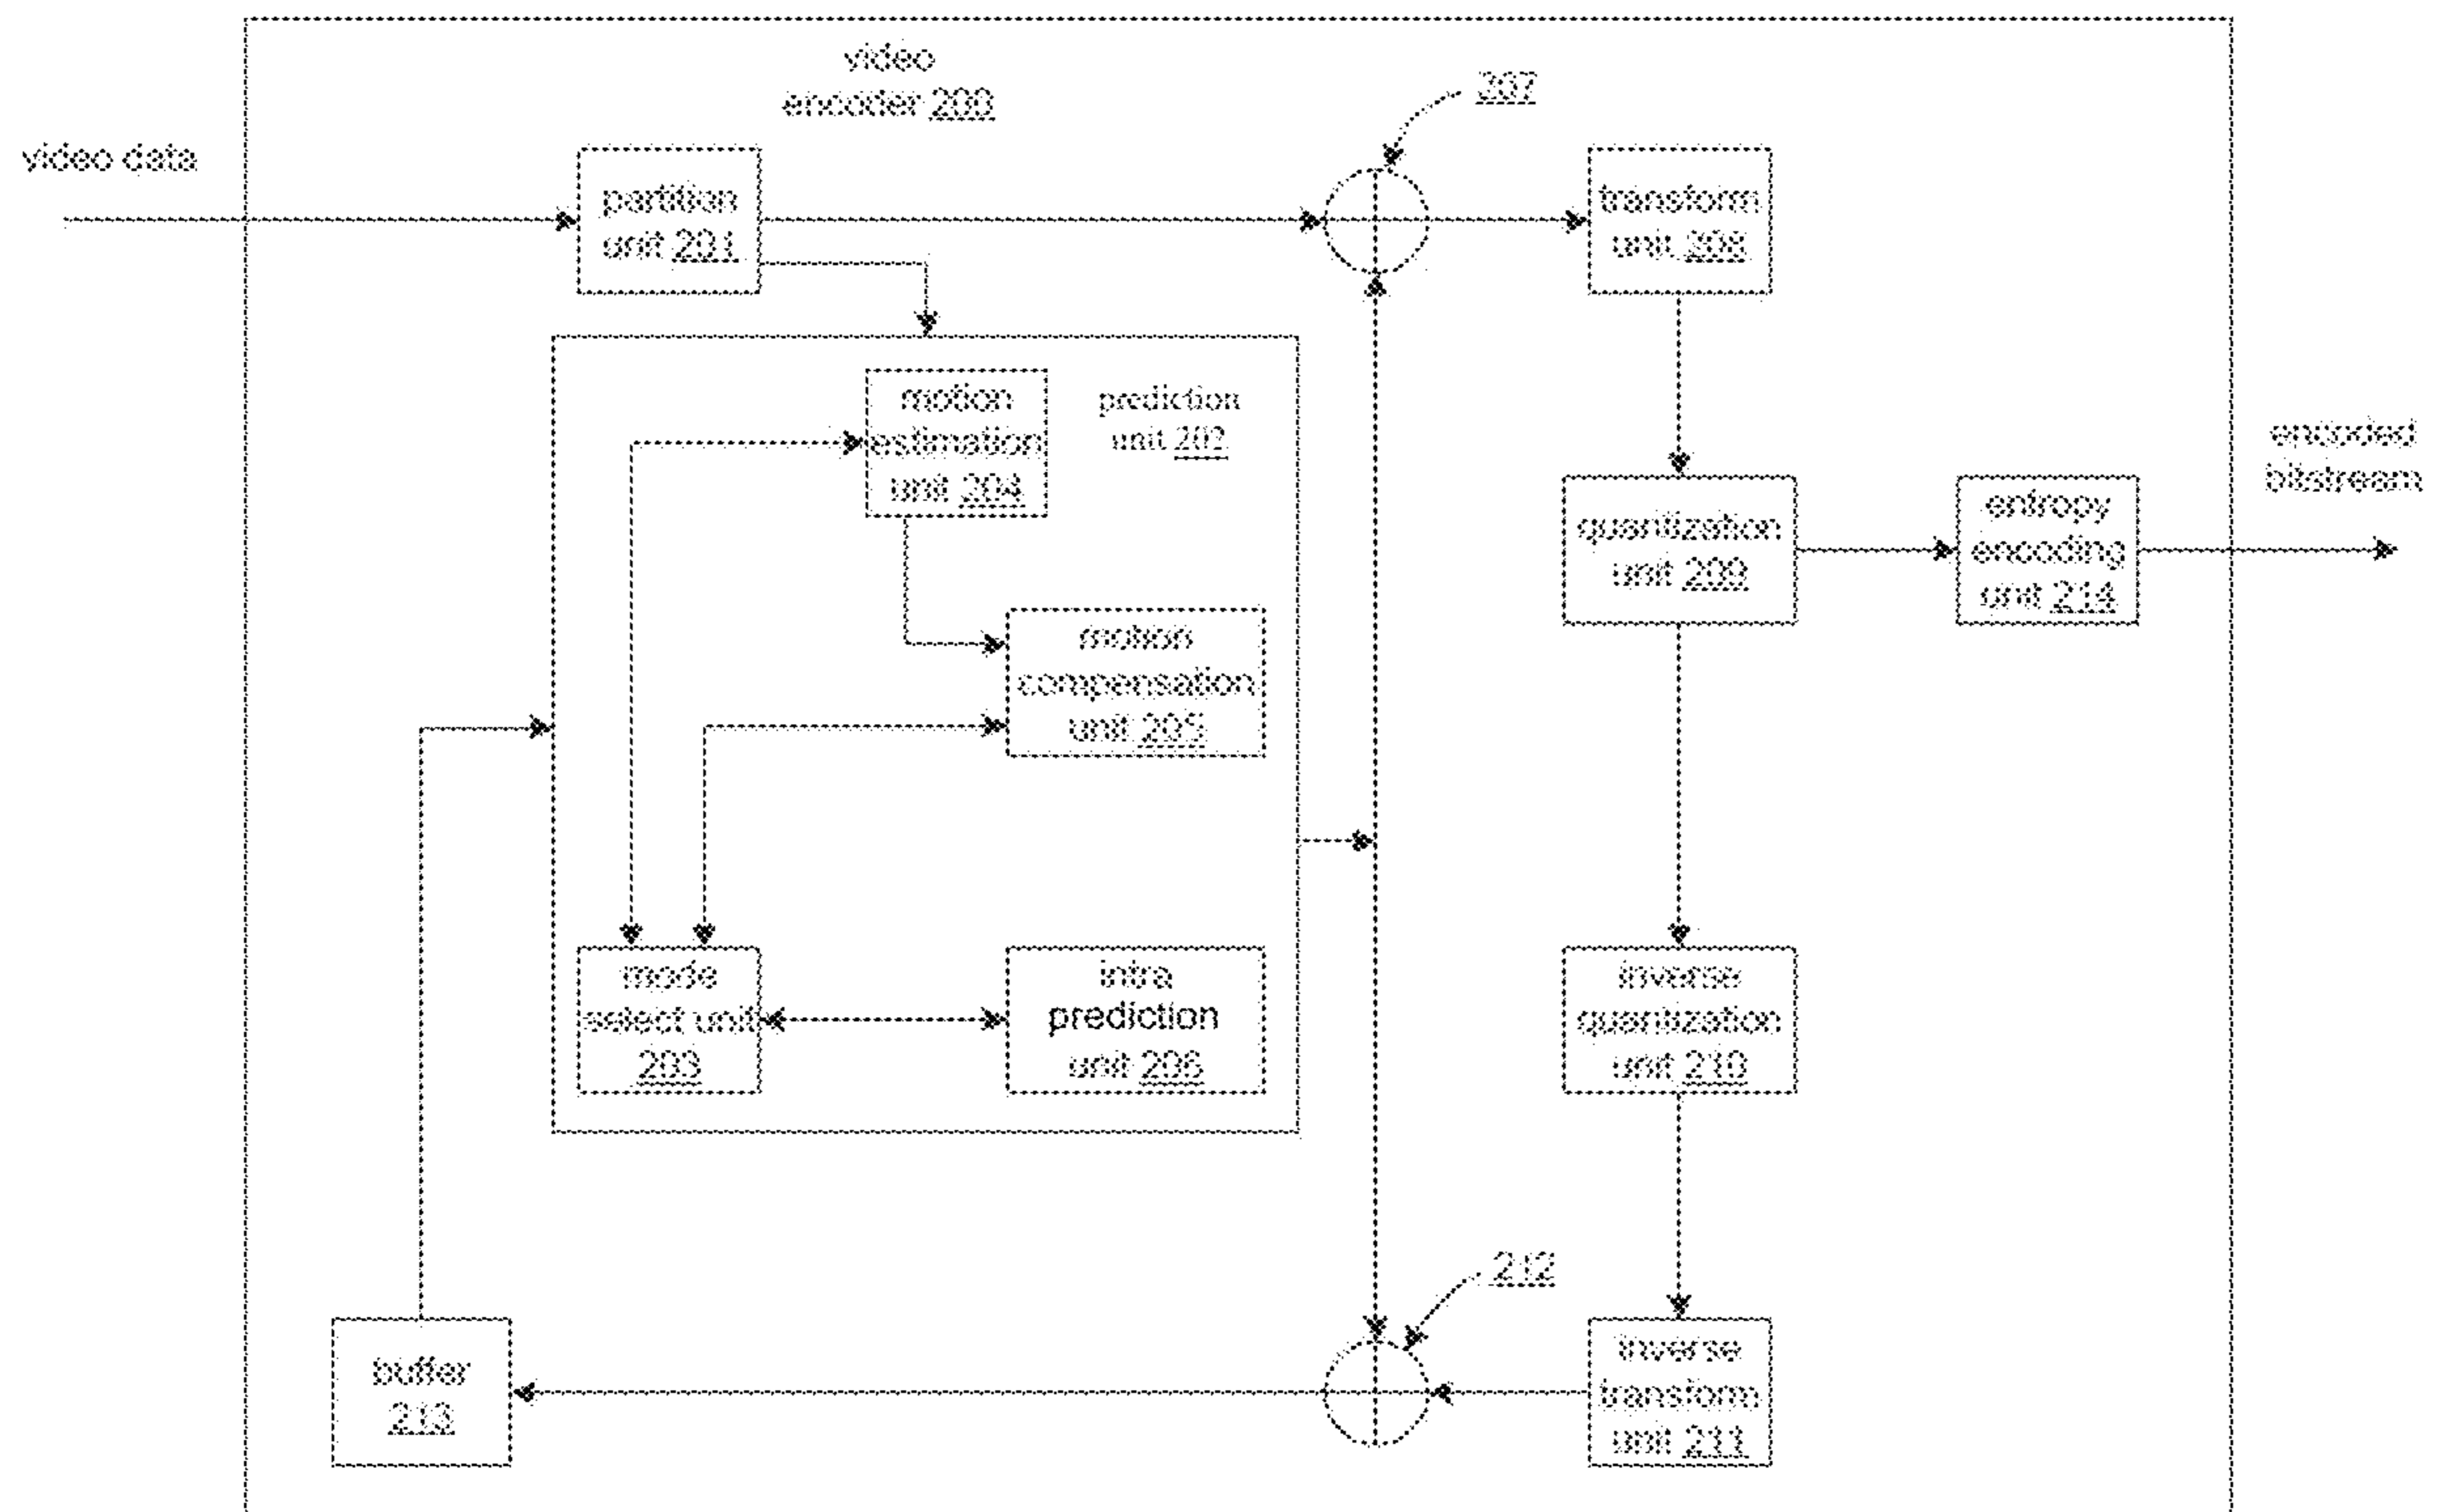 video
encoder 200
207
video data
partition
unit 201
transform
unit 208
motion
estimation
unit 204
prediction
unit 202
encoded
bitstream
quantization
unit 209
entropy
encoding
unit 214
motion
compensation
unit 205
mode
select unit
203
intra
prediction
unit 206
inverse
quantization
unit 210
212
buffer
213
inverse
transform
unit 211